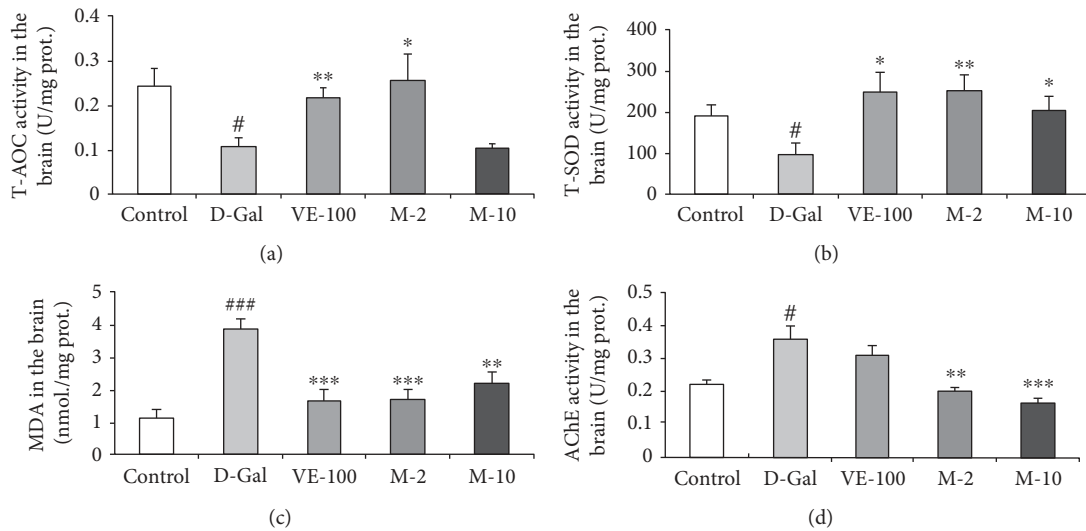 T-AOC activity in the
brain (U/mg prot.)
0.4
0.3
0.2
0.1
0
#
**
*
Control
D-Gal
VE-100
M-2
M-10
(a)
T-SOD activity in the
brain (U/mg prot.)
400
300
200
100
0
#
*
**
*
Control
D-Gal
VE-100
M-2
M-10
(b)
MDA in the brain
(nmol./mg prot.)
5
4
3
2
1
0
###
***
***
**
Control
D-Gal
VE-100
M-2
M-10
(c)
AChE activity in the
brain (U/mg prot.)
0.5
0.4
0.3
0.2
0.1
0
#
**
***
Control
D-Gal
VE-100
M-2
M-10
(d)